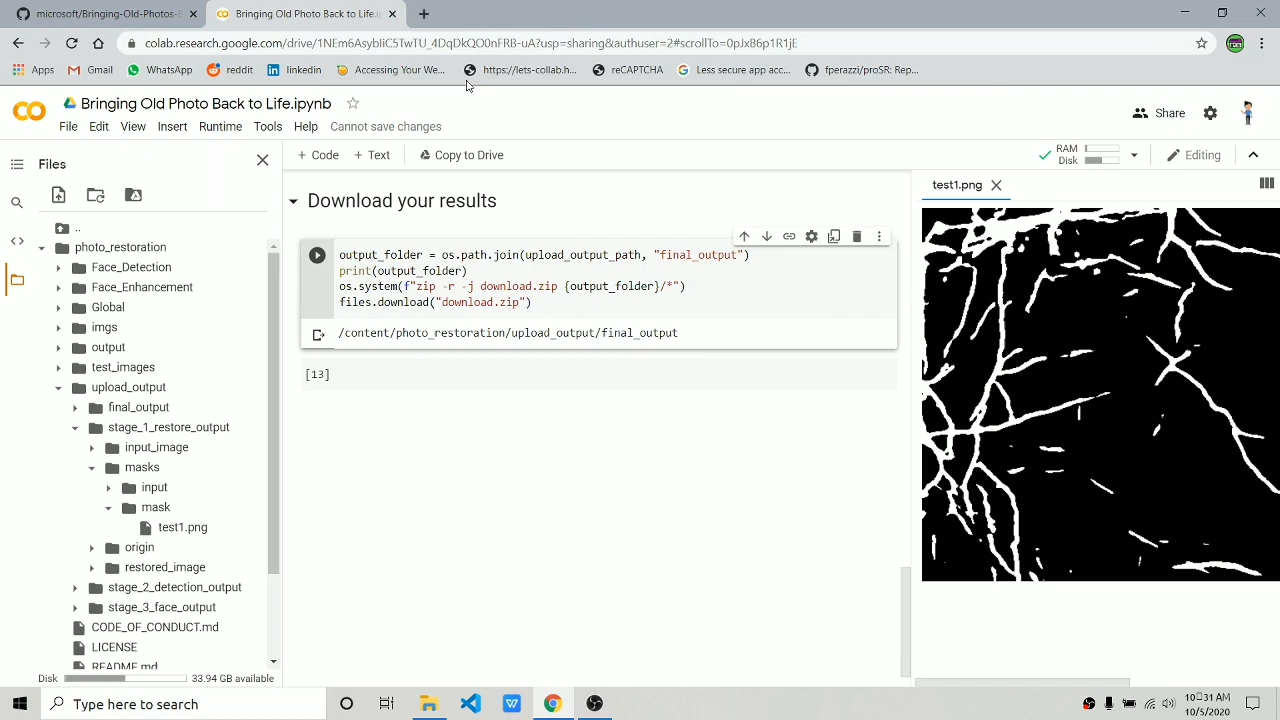 microsoft/Bringing-Old-Photos-E
Bringing Old Photo Back to Life.i
colab.research.google.com/drive/1NEm6AsybliC5TwTU_4DqDkQO0nFRB-uA?usp=sharing&authuser=2#scrollTo=0pJxB6p1R1jE
Apps Gmail WhatsApp reddit linkedin Accessing Your We... https://lets-collab.h... reCAPTCHA Less secure app acc... fperazzi/proSR: Rep...
CO Bringing Old Photo Back to Life.ipynb
Share
File Edit View Insert Runtime Tools Help Cannot save changes
Files
+ Code + Text Copy to Drive
RAM
Disk
Editing
Download your results
test1.png
..
photo_restoration
Face_Detection
Face_Enhancement
Global
imgs
output
test_images
upload_output
final_output
stage_1_restore_output
input_image
masks
input
mask
test1.png
origin
restored_image
stage_2_detection_output
stage_3_face_output
CODE_OF_CONDUCT.md
LICENSE
README.md
Disk 33.94 GB available
output_folder = os.path.join(upload_output_path, "final_output")
print(output_folder)
os.system(f"zip -r -j download.zip {output_folder}/*")
files.download("download.zip")
/content/photo_restoration/upload_output/final_output
[13]
Type here to search
10:31 AM
10/5/2020